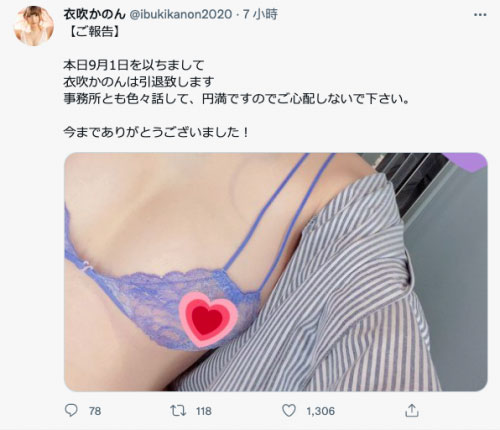 衣吹かのん @ibukikanon2020 · 7 小時
【ご報告】
本日9月1日を以ちまして
衣吹かのんは引退致します
事務所とも色々話して、円満ですのでご心配しないで下さい。
今までありがとうございました！
78 118 1,306